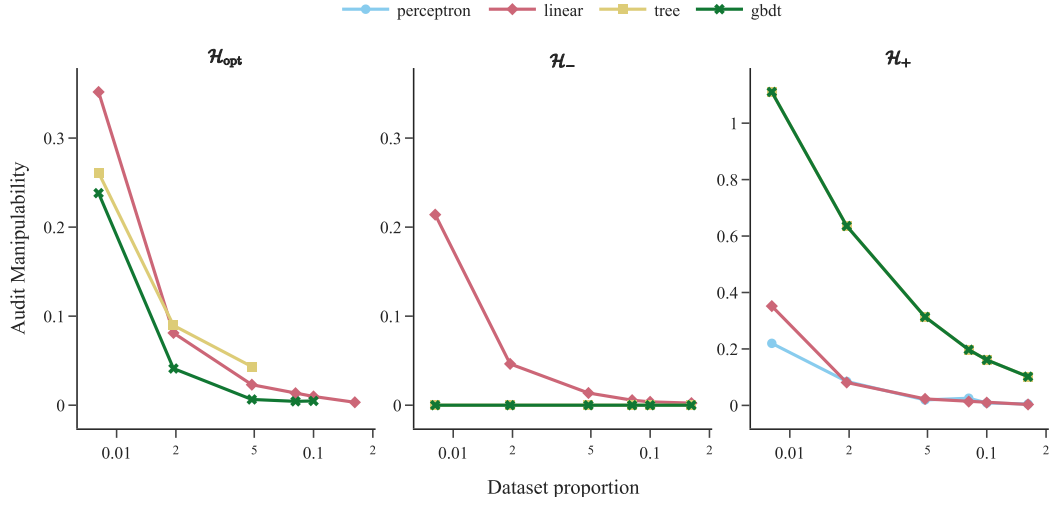 perceptron linear tree gbdt
ℋopt ℋ− ℋ+
Audit Manipulability
0.3 0.2 0.1 0
0.3 0.2 0.1 0
1 0.8 0.6 0.4 0.2 0
0.01 2 5 0.1 2
0.01 2 5 0.1 2
0.01 2 5 0.1 2
Dataset proportion